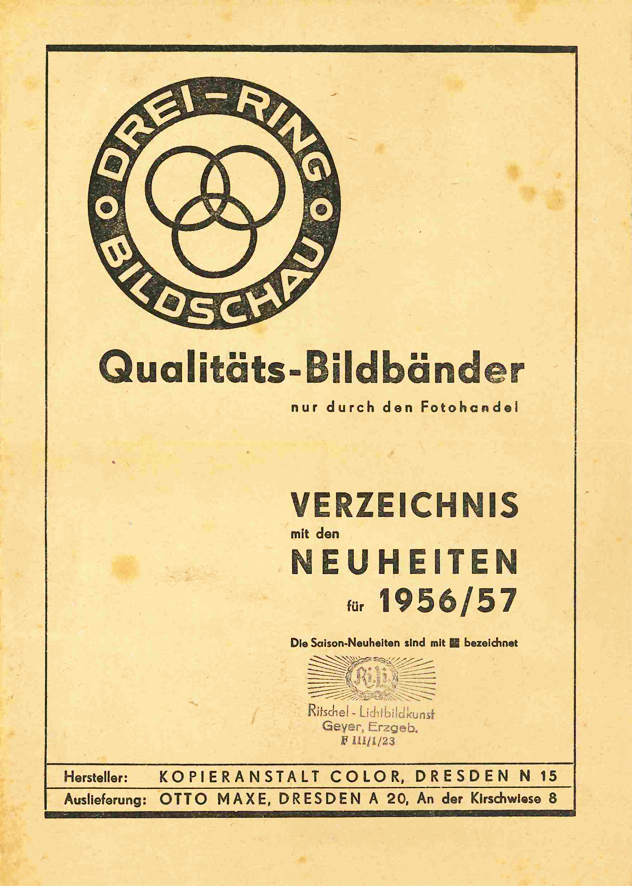 DREI-RING
BILDSCHAU
Qualitäts-Bildbänder
nur durch den Fotohandel
VERZEICHNIS
mit den
NEUHEITEN
für 1956/57
Die Saison-Neuheiten sind mit ▦ bezeichnet
Ri.Li.
Ritschel-Lichtbildkunst
Geyer, Erzgeb.
F III/1/23
Hersteller: KOPIERANSTALT COLOR, DRESDEN N 15
Auslieferung: OTTO MAXE, DRESDEN A 20, An der Kirschwiese 8